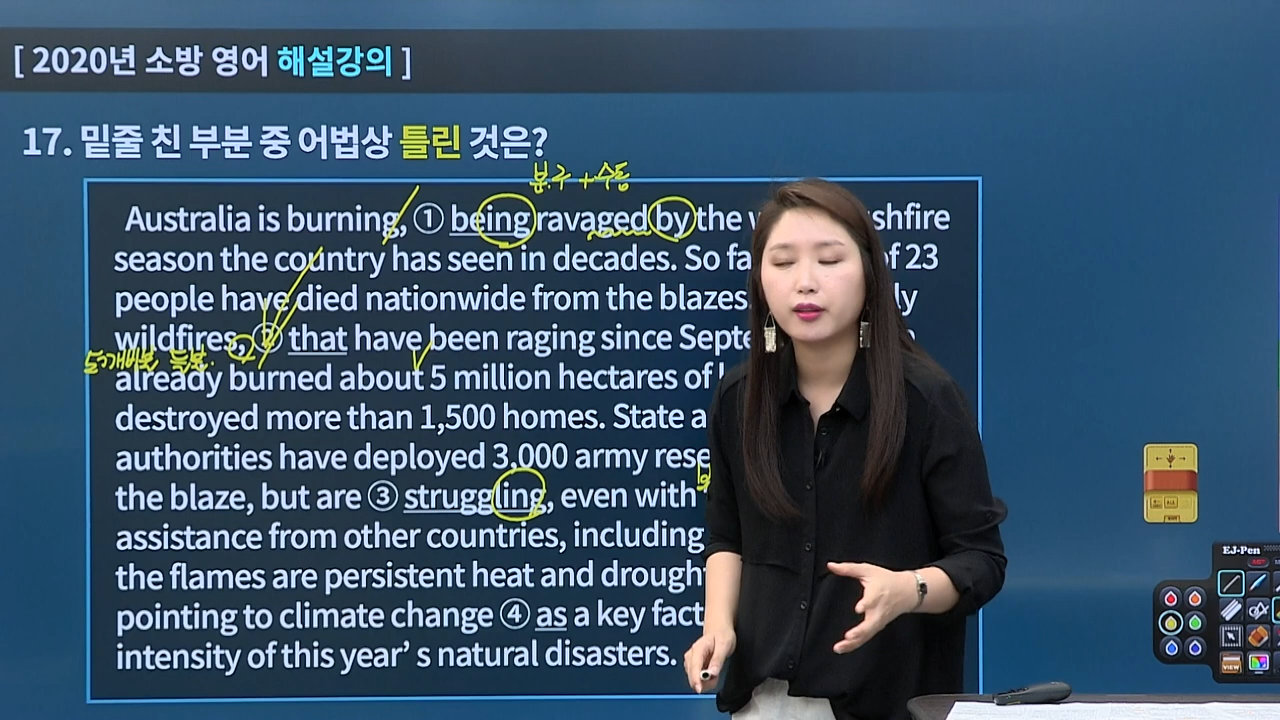 [ 2020년 소방 영어 해설강의 ]
17. 밑줄 친 부분 중 어법상 틀린 것은?
분.구 + 수동
Australia is burning, ① being ravaged by the shfire
season the country has seen in decades. So of 23
people have died nationwide from the blazes. ly
wildfires, ② that have been raging since
already burned about 5 million hectares of
destroyed more than 1,500 homes. State
authorities have deployed 3,000 army
the blaze, but are ③ struggling, even with
assistance from other countries, including
the flames are persistent heat and
pointing to climate change ④ as a key
intensity of this year’ s natural disasters.
EJ-Pen
VIEW